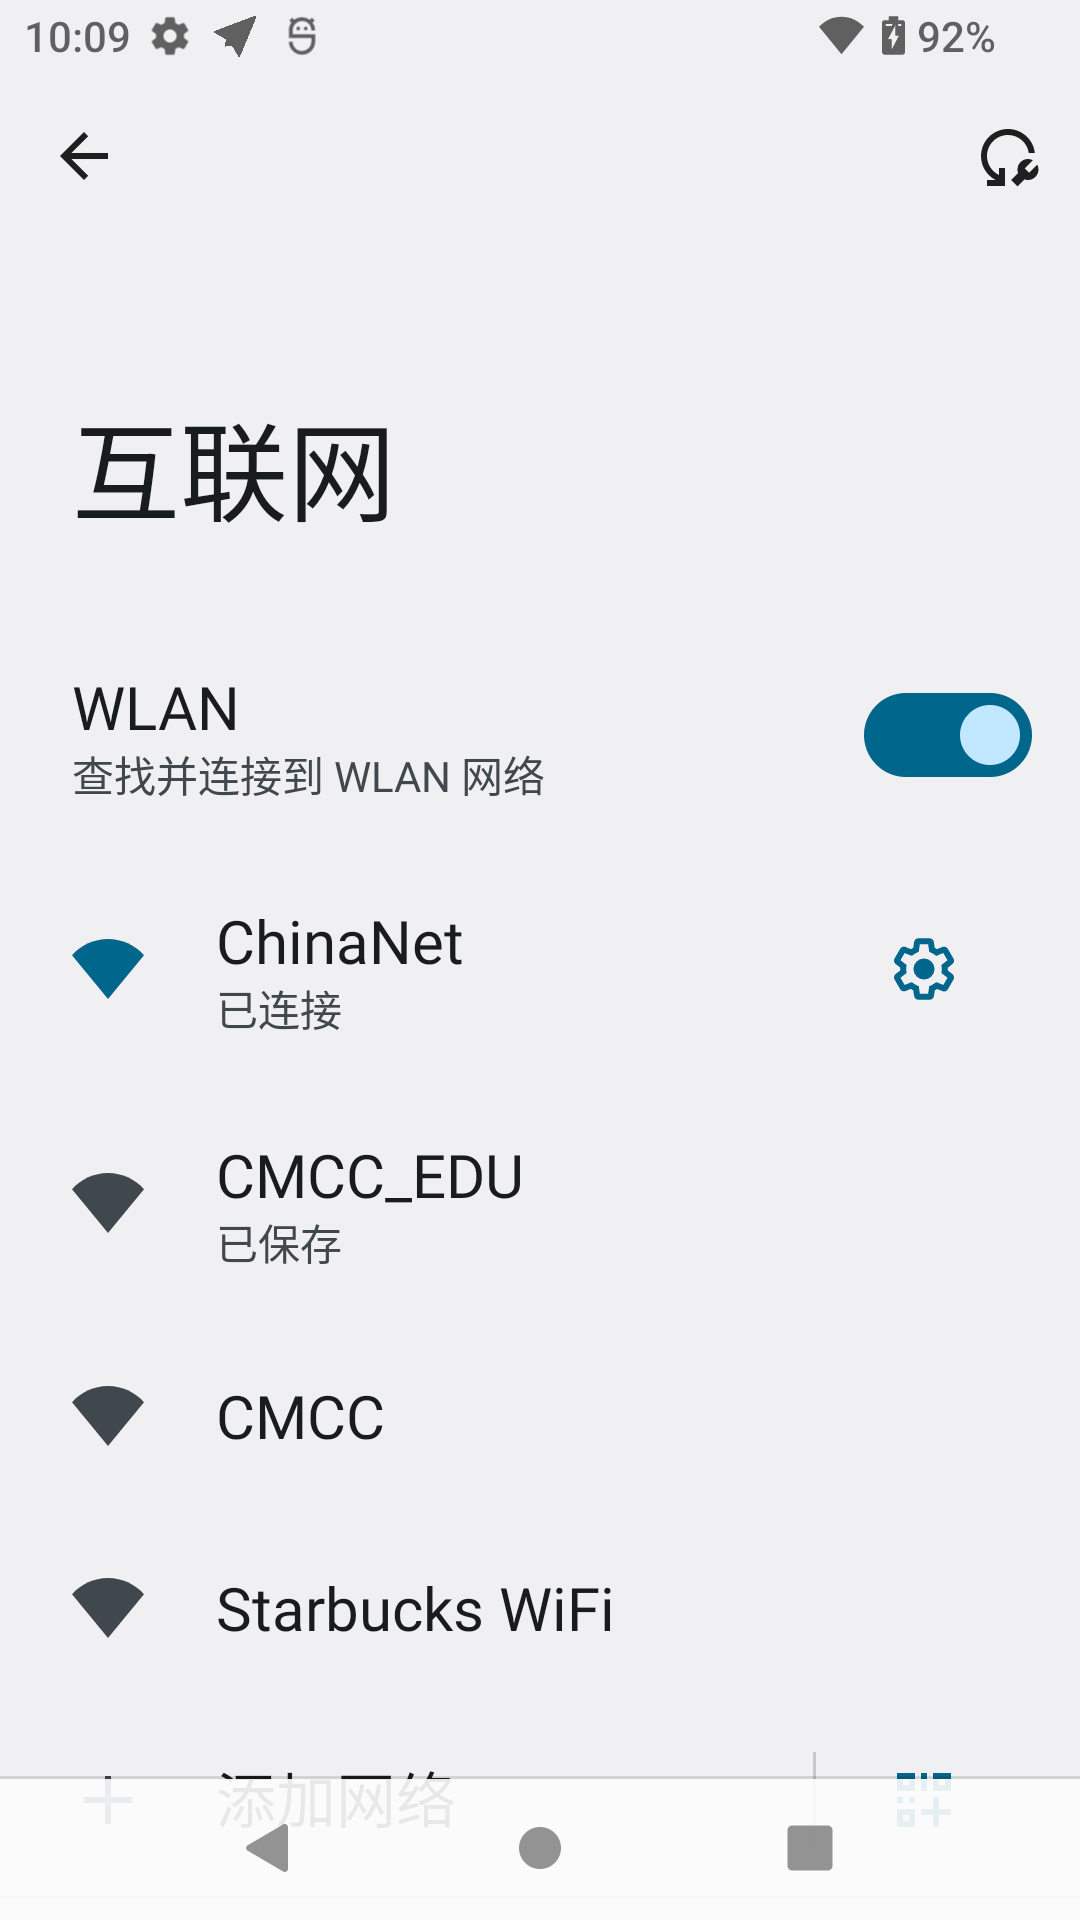 10:09
92%
互联网
WLAN
查找并连接到 WLAN 网络
ChinaNet
已连接
CMCC_EDU
已保存
CMCC
Starbucks WiFi
添加网络